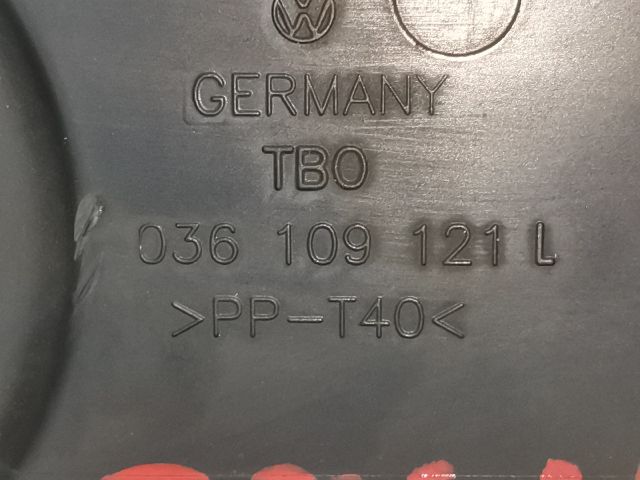 GERMANY
TBO
036 109 121 L
>PP-T40<